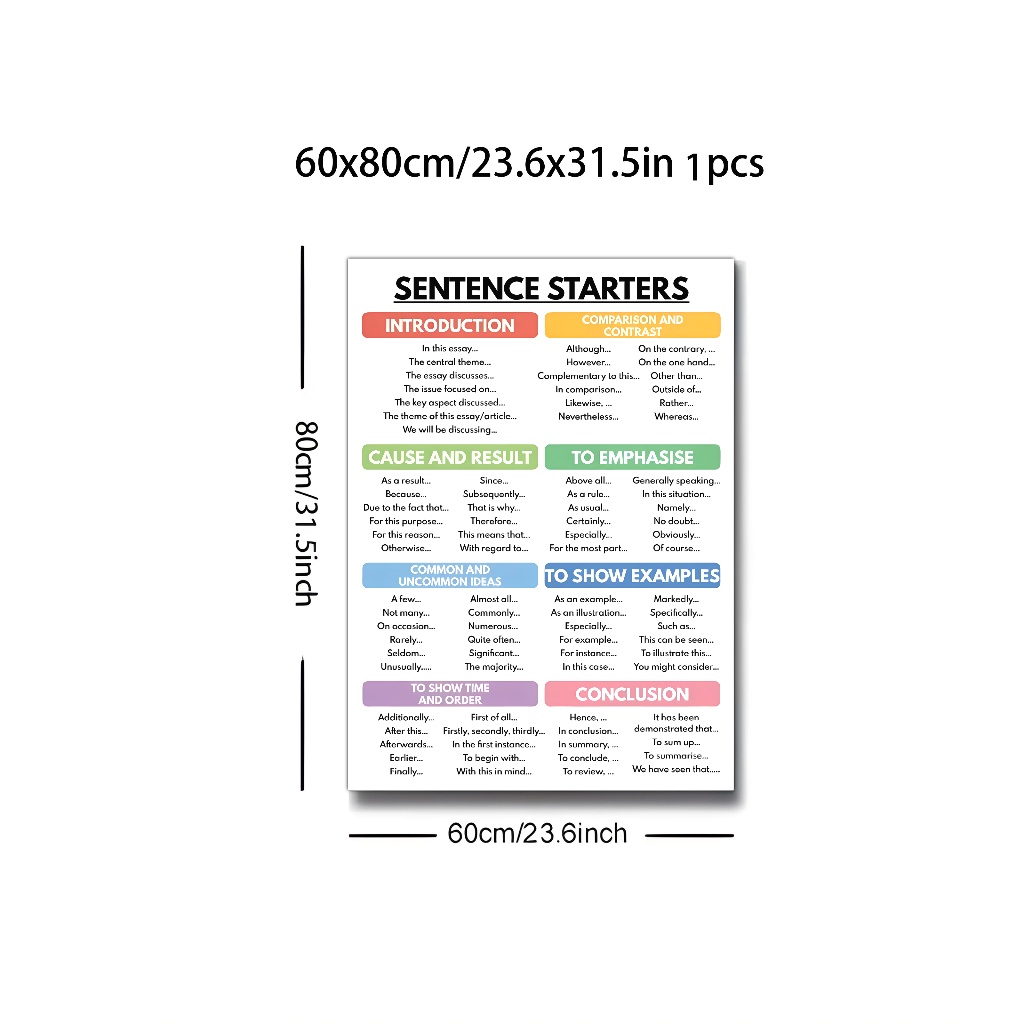 60x80cm/23.6x31.5in 1pcs
80cm/31.5inch
SENTENCE STARTERS
INTRODUCTION
In this essay...
The central theme...
The essay discusses...
The issue focused on...
The key aspect discussed...
The theme of this essay/article...
We will be discussing...
COMPARISON AND
CONTRAST
Although... On the contrary, ...
However... On the one hand...
Complementary to this... Other than...
In comparison... Outside of...
Likewise, ... Rather...
Nevertheless... Whereas...
CAUSE AND RESULT
As a result... Since...
Because... Subsequently...
Due to the fact that... That is why...
For this purpose... Therefore...
For this reason... This means that...
Otherwise... With regard to...
TO EMPHASISE
Above all... Generally speaking...
As a rule... In this situation...
As usual... Namely...
Certainly... No doubt...
Especially... Obviously...
For the most part... Of course...
COMMON AND
UNCOMMON IDEAS
A few... Almost all...
Not many... Commonly...
On occasion... Numerous...
Rarely... Quite often...
Seldom... Significant...
Unusually..... The majority...
TO SHOW EXAMPLES
As an example... Markedly...
As an illustration... Specifically...
Especially... Such as...
For example... This can be seen...
For instance... To illustrate this...
In this case... You might consider...
TO SHOW TIME
AND ORDER
Additionally... First of all...
After this... Firstly, secondly, thirdly...
Afterwards... In the first instance...
Earlier... To begin with...
Finally... With this in mind...
CONCLUSION
Hence, ... It has been
demonstrated that...
In conclusion... To sum up...
In summary, ... To summarise...
To conclude, ... We have seen that.....
To review, ...
60cm/23.6inch